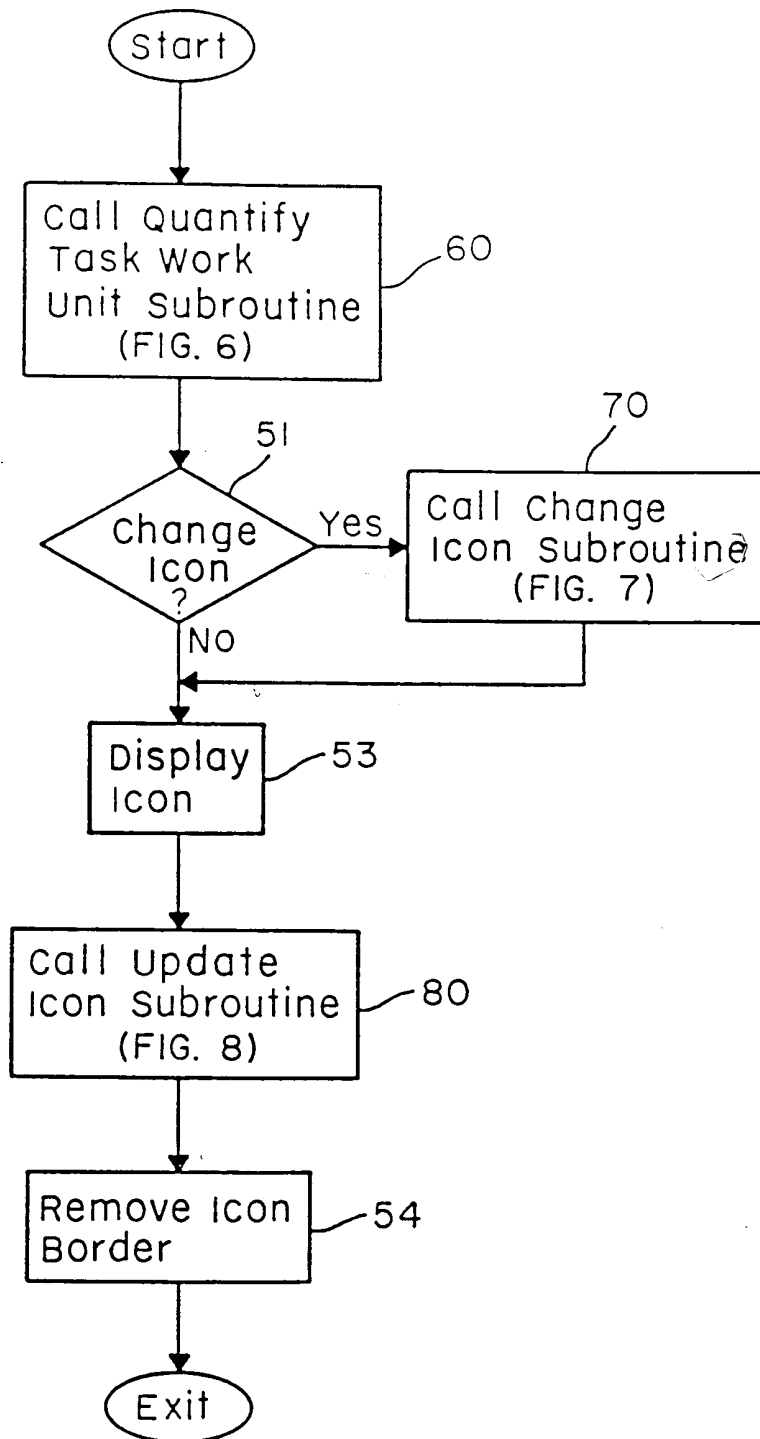 Start
Call Quantify
Task Work
Unit Subroutine
(FIG. 6)
60
51
Change
Icon
?
Yes
No
70
Call Change
Icon Subroutine
(FIG. 7)
Display
Icon
53
Call Update
Icon Subroutine
(FIG. 8)
80
Remove Icon
Border
54
Exit